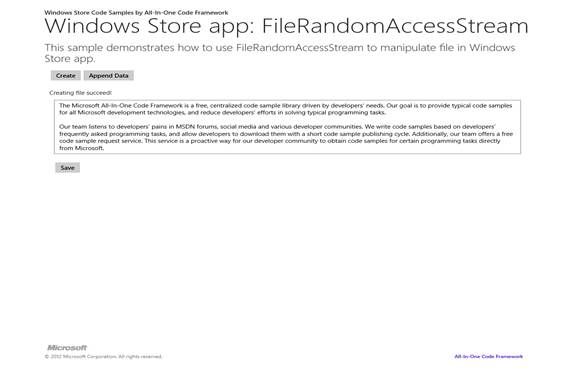 Windows Store Code Samples by All-In-One Code Framework
Windows Store app: FileRandomAccessStream
This sample demonstrates how to use FileRandomAccessStream to manipulate file in Windows
Store app.
Create Append Data
Creating file succeed!
The Microsoft All-In-One Code Framework is a free, centralized code sample library driven by developers' needs. Our goal is to provide typical code samples
for all Microsoft development technologies, and reduce developers' efforts in solving typical programming tasks.
Our team listens to developers' pains in MSDN forums, social media and various developer communities. We write code samples based on developers'
frequently asked programming tasks, and allow developers to download them with a short code sample publishing cycle. Additionally, our team offers a free
code sample request service. This service is a proactive way for our developer community to obtain code samples for certain programming tasks directly
from Microsoft.
Save
Microsoft
© 2012 Microsoft Corporation. All rights reserved.
All-In-One Code Framework